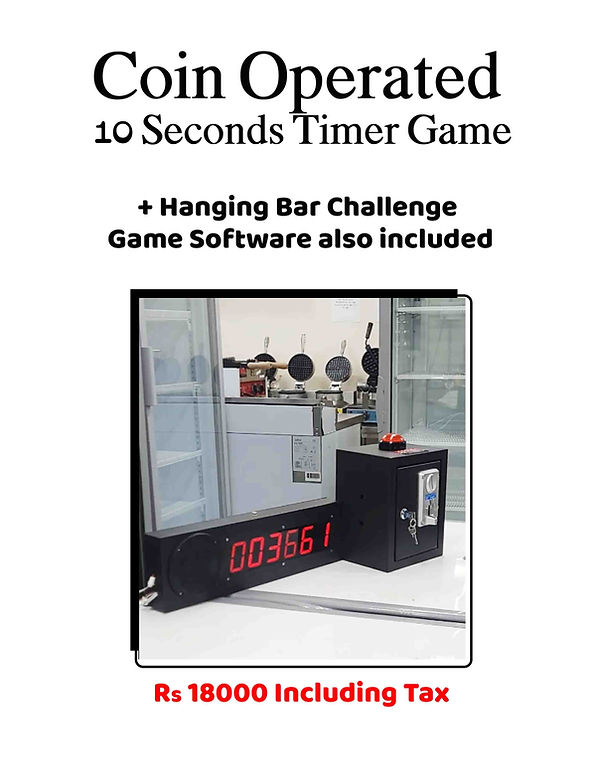 Coin Operated
10 Seconds Timer Game
+ Hanging Bar Challenge
Game Software also included
003661
Rs 18000 Including Tax